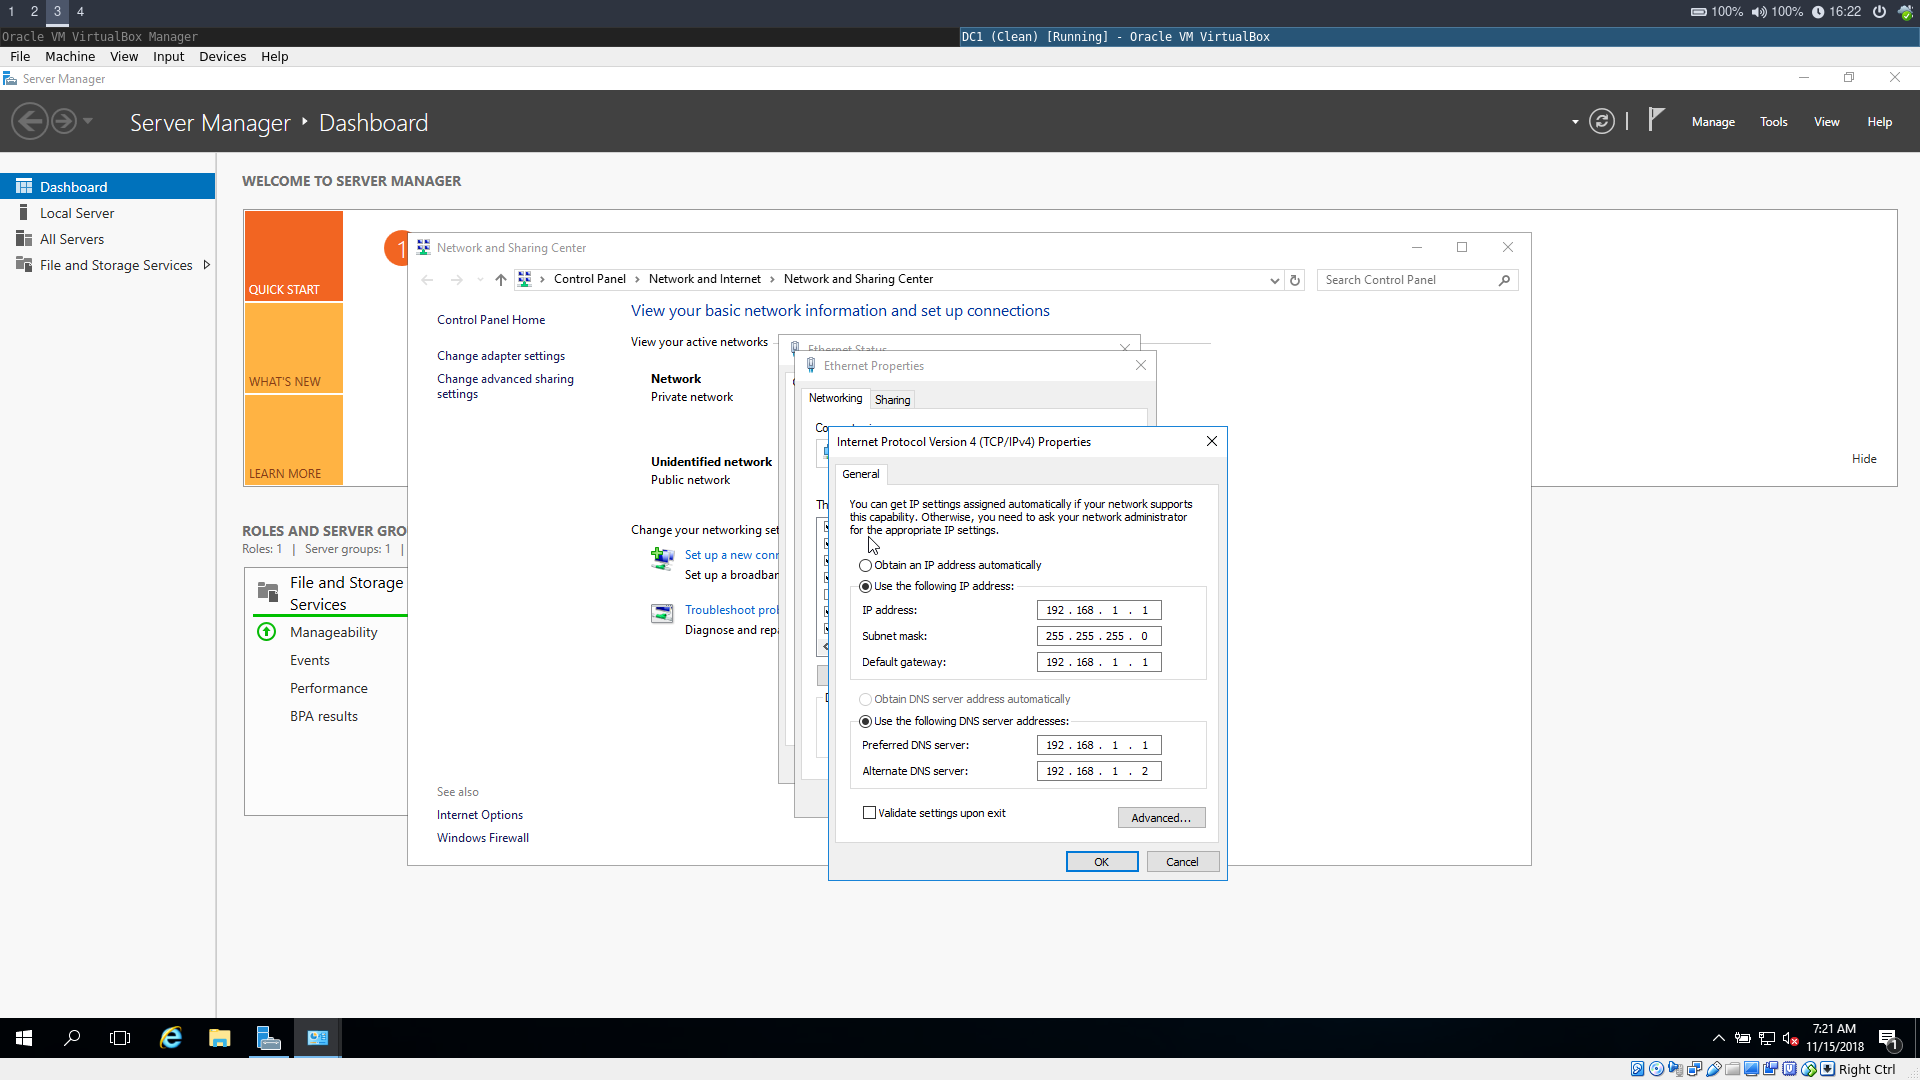 1 2 3 4
100% 100% 16:22
Oracle VM VirtualBox Manager
DC1 (Clean) [Running] - Oracle VM VirtualBox
File Machine View Input Devices Help
Server Manager
Server Manager ‣ Dashboard
Manage Tools View Help
Dashboard
Local Server
All Servers
File and Storage Services
WELCOME TO SERVER MANAGER
QUICK START
WHAT'S NEW
LEARN MORE
1
Hide
ROLES AND SERVER GRO
Roles: 1 | Server groups: 1 |
File and Storage
Services
Manageability
Events
Performance
BPA results
Network and Sharing Center
Control Panel › Network and Internet › Network and Sharing Center
Search Control Panel
Control Panel Home
Change adapter settings
Change advanced sharing
settings
See also
Internet Options
Windows Firewall
View your basic network information and set up connections
View your active networks
Network
Private network
Unidentified network
Public network
Change your networking set
Set up a new conn
Set up a broadbar
Troubleshoot prol
Diagnose and repa
Ethernet Status
Ethernet Properties
Networking Sharing
Internet Protocol Version 4 (TCP/IPv4) Properties
General
You can get IP settings assigned automatically if your network supports
this capability. Otherwise, you need to ask your network administrator
for the appropriate IP settings.
Obtain an IP address automatically
Use the following IP address:
IP address: 192 . 168 . 1 . 1
Subnet mask: 255 . 255 . 255 . 0
Default gateway: 192 . 168 . 1 . 1
Obtain DNS server address automatically
Use the following DNS server addresses:
Preferred DNS server: 192 . 168 . 1 . 1
Alternate DNS server: 192 . 168 . 1 . 2
Validate settings upon exit
Advanced...
OK Cancel
7:21 AM
11/15/2018
1
Right Ctrl